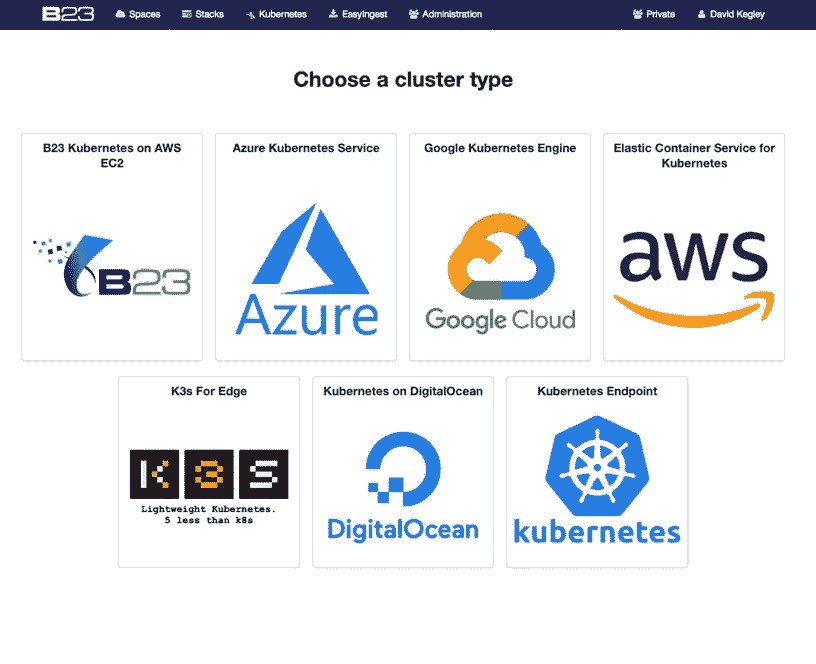 B23 Spaces Stacks Kubernetes EasyIngest Administration Private David Kegley
Choose a cluster type
B23 Kubernetes on AWS
EC2
Azure Kubernetes Service
Google Kubernetes Engine
Elastic Container Service for
Kubernetes
B23
Azure
Google Cloud
aws
K3s For Edge
Kubernetes on DigitalOcean
Kubernetes Endpoint
K3S
Lightweight Kubernetes.
5 less than k8s
DigitalOcean
kubernetes